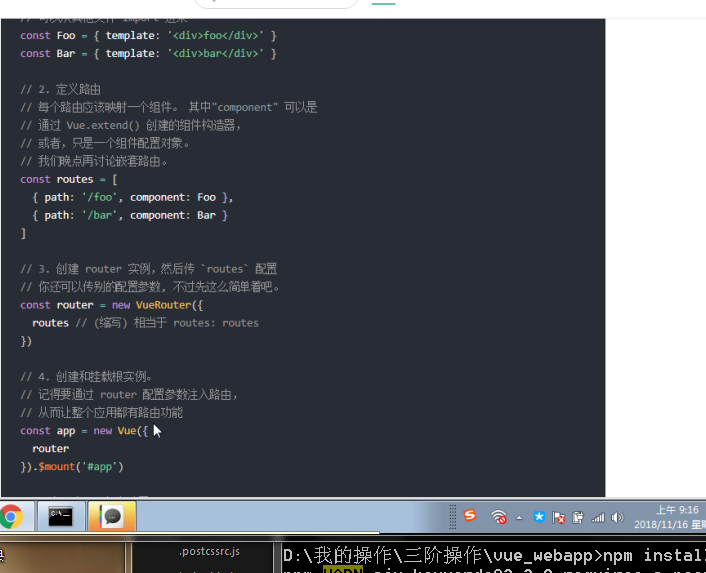 // 可以从其他文件 import 进来
const Foo = { template: '<div>foo</div>' }
const Bar = { template: '<div>bar</div>' }
// 2. 定义路由
// 每个路由应该映射一个组件。 其中"component" 可以是
// 通过 Vue.extend() 创建的组件构造器，
// 或者，只是一个组件配置对象。
// 我们晚点再讨论嵌套路由。
const routes = [
{ path: '/foo', component: Foo },
{ path: '/bar', component: Bar }
]
// 3. 创建 router 实例，然后传 `routes` 配置
// 你还可以传别的配置参数, 不过先这么简单着吧。
const router = new VueRouter({
routes // (缩写) 相当于 routes: routes
})
// 4. 创建和挂载根实例。
// 记得要通过 router 配置参数注入路由，
// 从而让整个应用都有路由功能
const app = new Vue({
router
}).$mount('#app')
上午 9:16
2018/11/16 星期
.postcssrc.js
D:\我的操作\三阶操作\vue_webapp>npm install